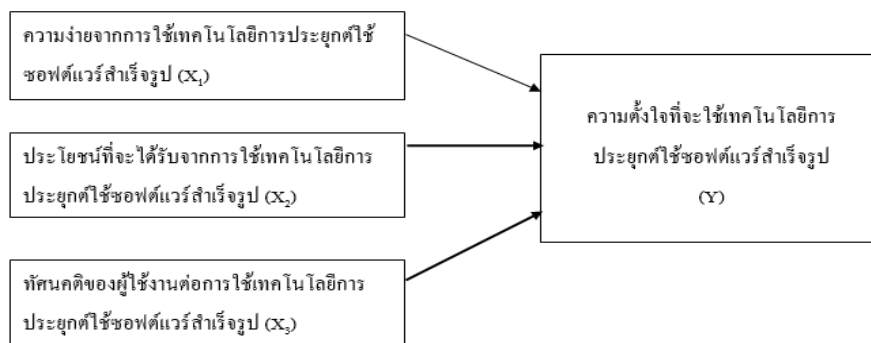 ความง่ายจากการใช้เทคโนโลยีการประยุกต์ใช้
ซอฟต์แวร์สำเร็จรูป (X₁)
ประโยชน์ที่จะได้รับจากการใช้เทคโนโลยีการ
ประยุกต์ใช้ซอฟต์แวร์สำเร็จรูป (X₂)
ทัศนคติของผู้ใช้งานต่อการใช้เทคโนโลยีการ
ประยุกต์ใช้ซอฟต์แวร์สำเร็จรูป (X₃)
ความตั้งใจที่จะใช้เทคโนโลยีการ
ประยุกต์ใช้ซอฟต์แวร์สำเร็จรูป
(Y)